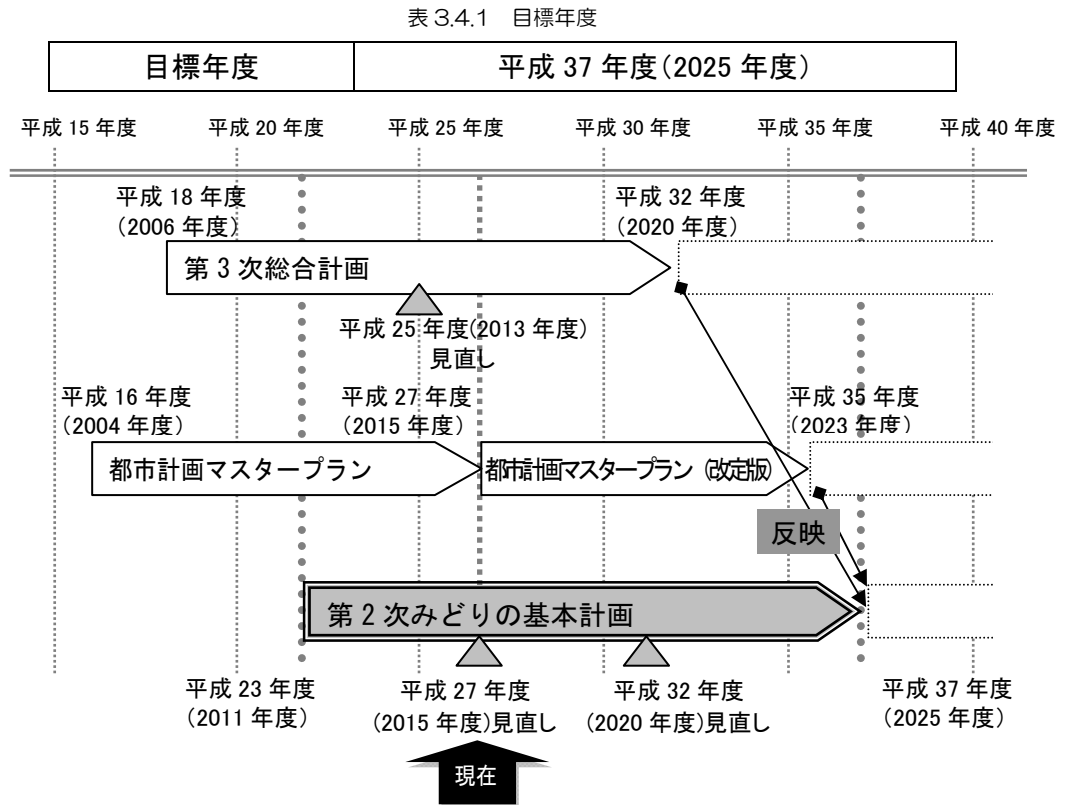 表 3.4.1 目標年度
目標年度 平成 37 年度(2025 年度)
平成 15 年度 平成 20 年度 平成 25 年度 平成 30 年度 平成 35 年度 平成 40 年度
平成 18 年度
(2006 年度)
平成 32 年度
(2020 年度)
第 3 次総合計画
平成 25 年度(2013 年度)
見直し
平成 16 年度
(2004 年度)
平成 27 年度
(2015 年度)
平成 35 年度
(2023 年度)
都市計画マスタープラン
都市計画マスタープラン(改定版)
反映
第 2 次みどりの基本計画
平成 23 年度
(2011 年度)
平成 27 年度
(2015 年度)見直し
平成 32 年度
(2020 年度)見直し
平成 37 年度
(2025 年度)
現在